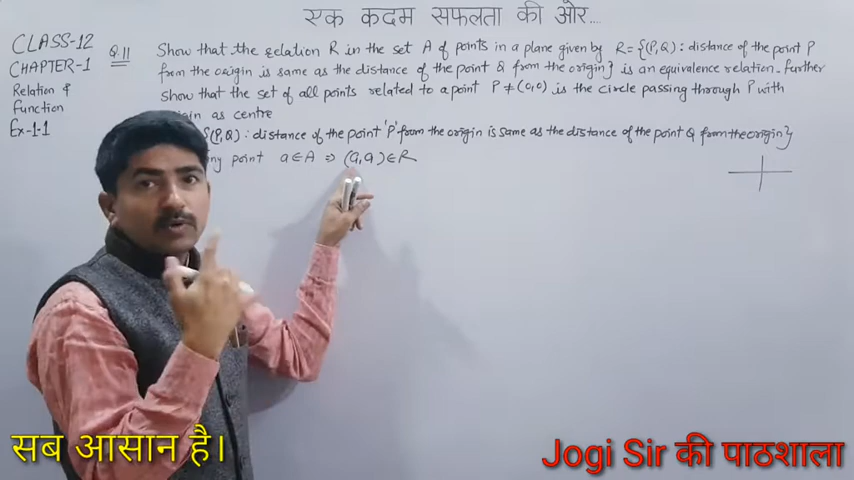 एक कदम सफलता की ओर....
CLASS-12
CHAPTER-1
Relation &
Function
Ex-1.1
Q.11
Show that the relation R in the set A of points in a plane given by R = {(P,Q) : distance of the point P
from the origin is same as the distance of the point Q from the origin} is an equivalence relation. further
show that the set of all points related to a point P ≠ (0,0) is the circle passing through P with
as centre
(P,Q) : distance of the point 'P' from the origin is same as the distance of the point Q from the origin}
point a ∈ A ⇒ (a,a) ∈ R
सब आसान है।
Jogi Sir की पाठशाला